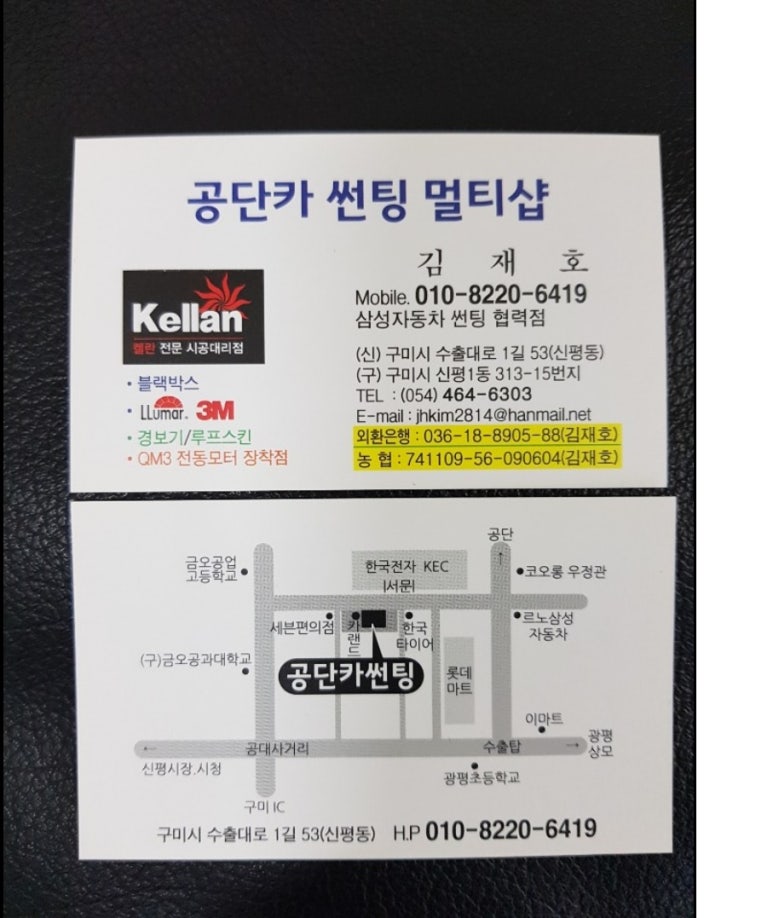 공단카 썬팅 멀티샵
김 재 호
Mobile. 010-8220-6419
삼성자동차 썬팅 협력점
Kellan
켈란 전문 시공대리점
(신) 구미시 수출대로 1길 53(신평동)
(구) 구미시 신평1동 313-15번지
TEL : (054) 464-6303
E-mail : jhkim2814@hanmail.net
외환은행 : 036-18-8905-88(김재호)
농 협 : 741109-56-090604(김재호)
• 블랙박스
• LLumar. 3M
• 경보기/루프스킨
• QM3 전동모터 장착점
공단
금오공업
고등학교
한국전자 KEC
서문
코오롱 우정관
세븐편의점
카랜드
한국
타이어
르노삼성
자동차
(구)금오공과대학교
공단카썬팅
롯데
마트
이마트
← 공대사거리 수출탑 →
광평
상모
신평시장.시청
광평초등학교
구미 IC
구미시 수출대로 1길 53(신평동) H.P 010-8220-6419